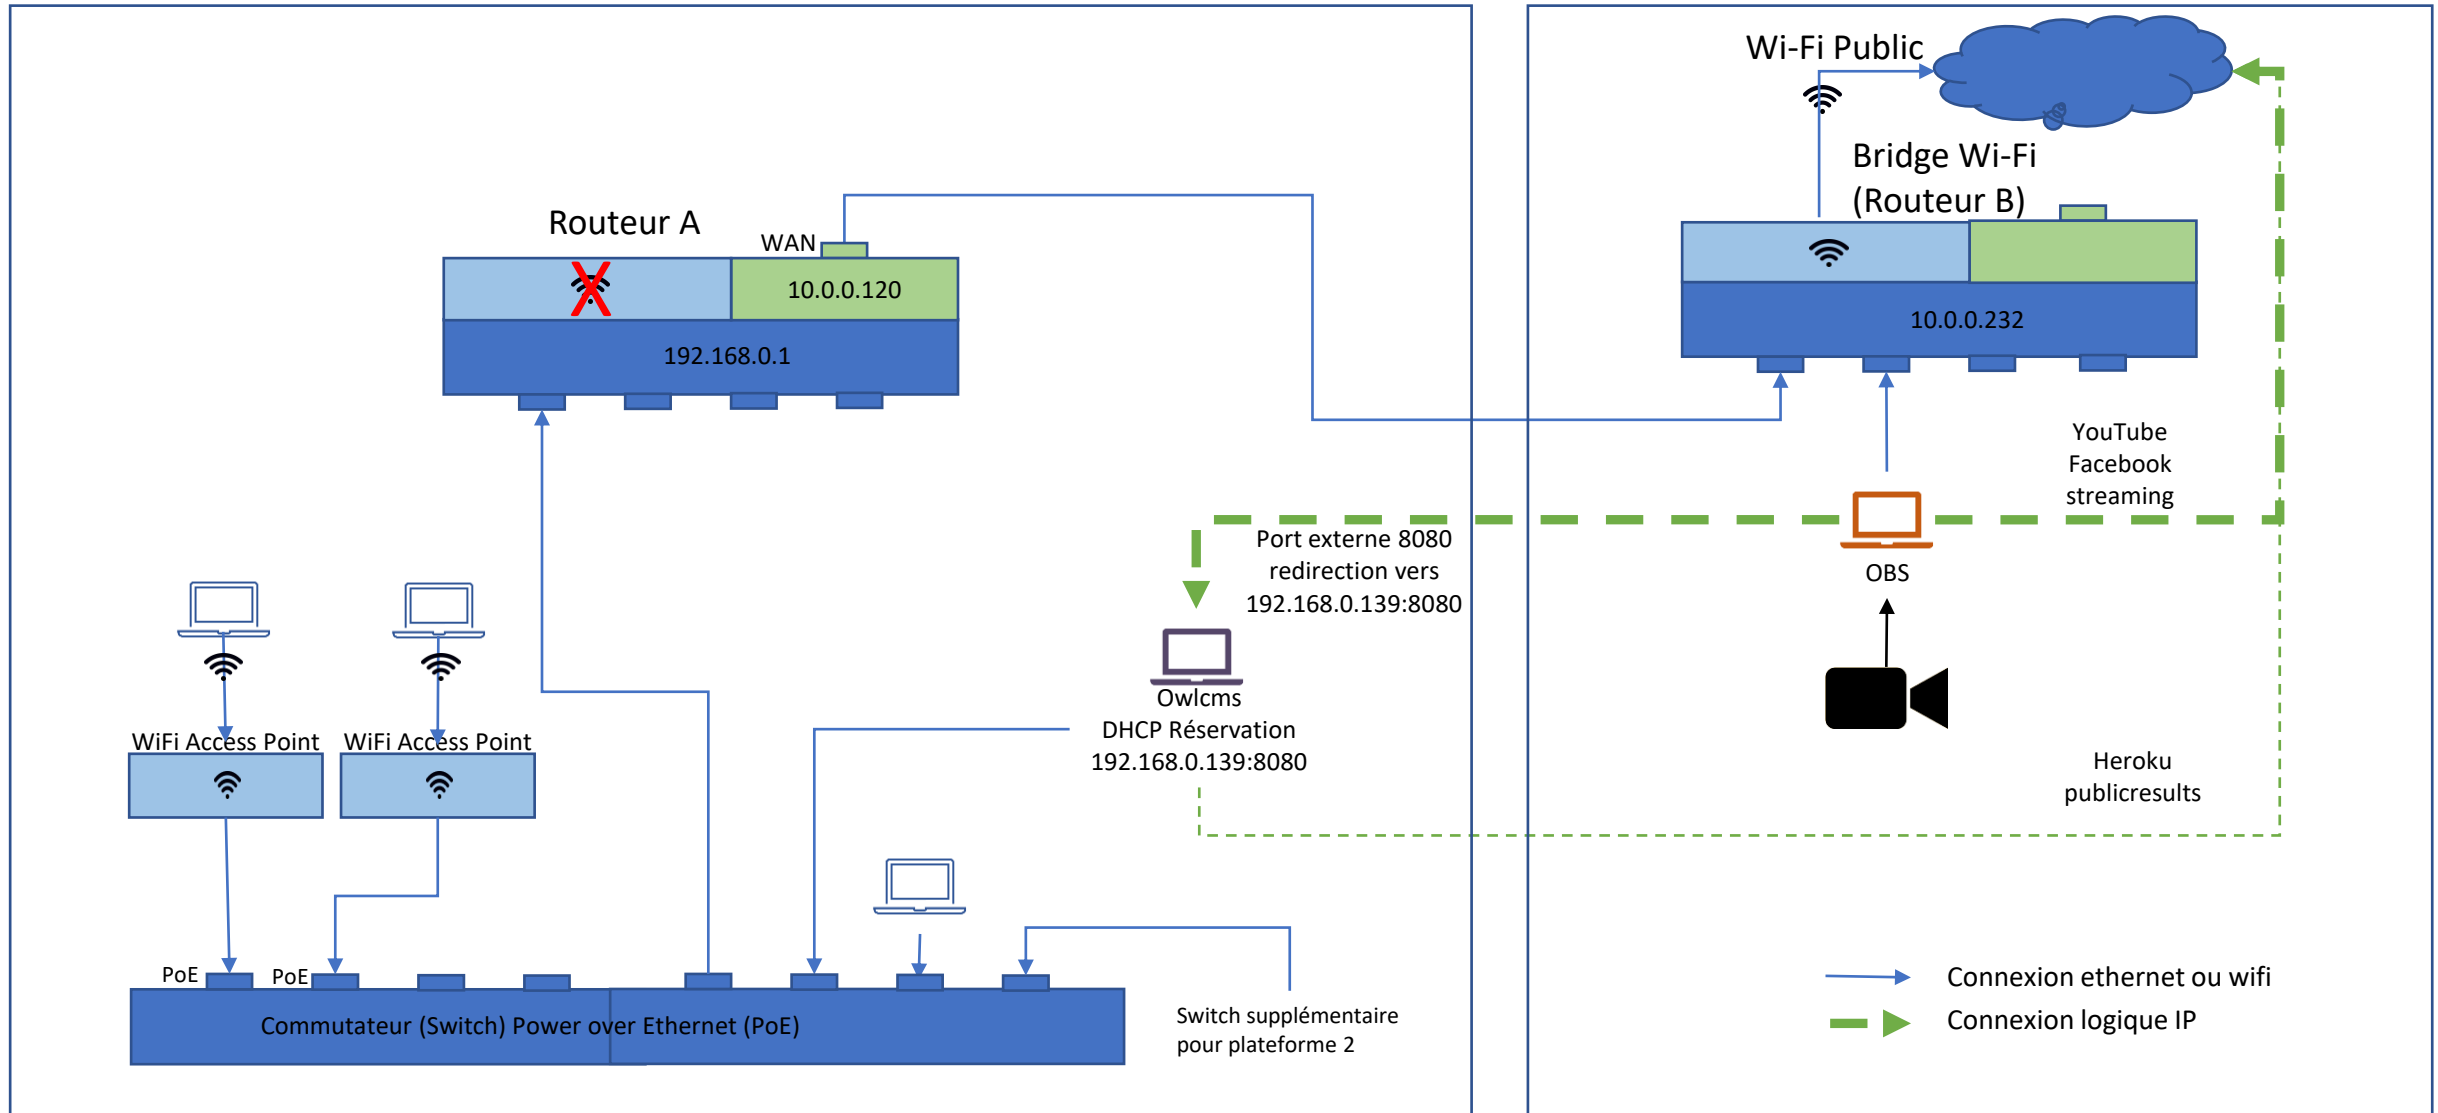 Wi-Fi Public
Bridge Wi-Fi
(Routeur B)
Routeur A
WAN
10.0.0.120
192.168.0.1
10.0.0.232
YouTube
Facebook
streaming
Port externe 8080
redirection vers
192.168.0.139:8080
OBS
Owlcms
DHCP Réservation
192.168.0.139:8080
WiFi Access Point
WiFi Access Point
Heroku
publicresults
PoE
PoE
Commutateur (Switch) Power over Ethernet (PoE)
Switch supplémentaire
pour plateforme 2
Connexion ethernet ou wifi
Connexion logique IP